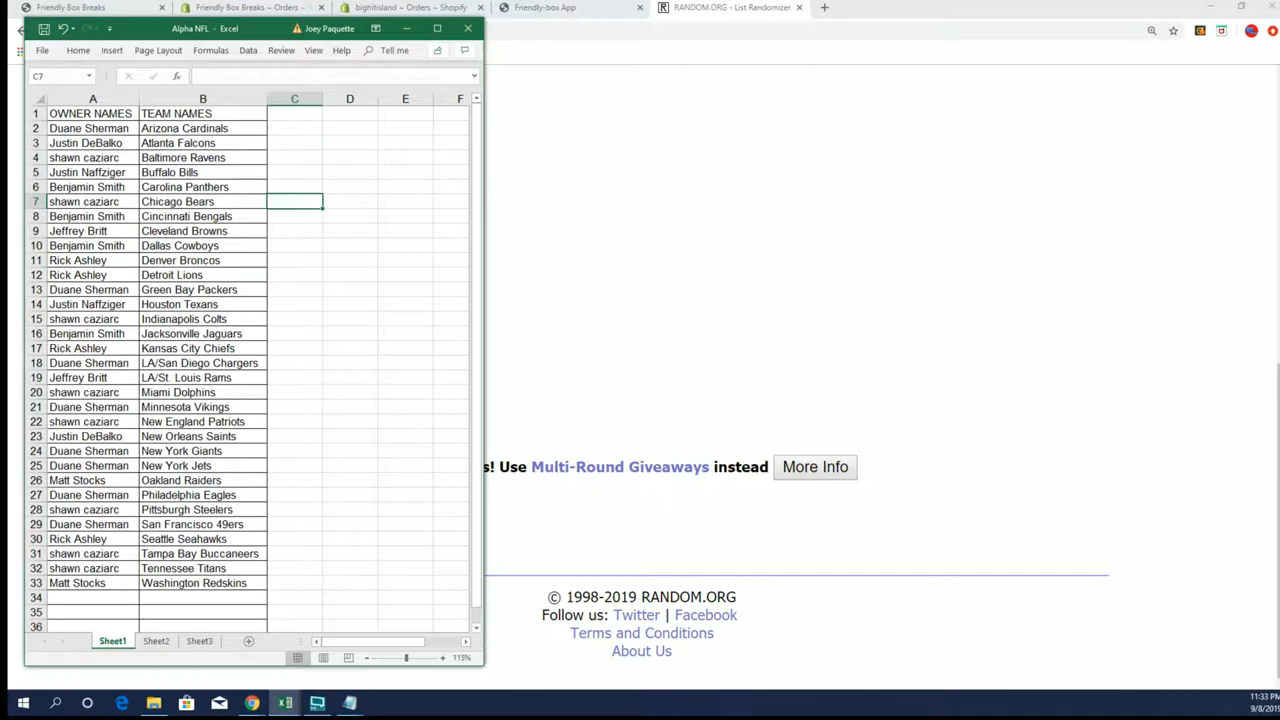 Friendly Box Breaks
Friendly Box Breaks ~ Orders ~
bighitisland ~ Orders ~ Shopify
Friendly-box App
RANDOM.ORG - List Randomizer
Alpha NFL - Excel
Joey Paquette
File Home Insert Page Layout Formulas Data Review View Help Tell me
C7
fx
A B C D E F
1 OWNER NAMES TEAM NAMES
2 Duane Sherman Arizona Cardinals
3 Justin DeBalko Atlanta Falcons
4 shawn caziarc Baltimore Ravens
5 Justin Naffziger Buffalo Bills
6 Benjamin Smith Carolina Panthers
7 shawn caziarc Chicago Bears
8 Benjamin Smith Cincinnati Bengals
9 Jeffrey Britt Cleveland Browns
10 Benjamin Smith Dallas Cowboys
11 Rick Ashley Denver Broncos
12 Rick Ashley Detroit Lions
13 Duane Sherman Green Bay Packers
14 Justin Naffziger Houston Texans
15 shawn caziarc Indianapolis Colts
16 Benjamin Smith Jacksonville Jaguars
17 Rick Ashley Kansas City Chiefs
18 Duane Sherman LA/San Diego Chargers
19 Jeffrey Britt LA/St. Louis Rams
20 shawn caziarc Miami Dolphins
21 Duane Sherman Minnesota Vikings
22 shawn caziarc New England Patriots
23 Justin DeBalko New Orleans Saints
24 Duane Sherman New York Giants
25 Duane Sherman New York Jets
26 Matt Stocks Oakland Raiders
27 Duane Sherman Philadelphia Eagles
28 shawn caziarc Pittsburgh Steelers
29 Duane Sherman San Francisco 49ers
30 Rick Ashley Seattle Seahawks
31 shawn caziarc Tampa Bay Buccaneers
32 shawn caziarc Tennessee Titans
33 Matt Stocks Washington Redskins
34
35
36
Sheet1 Sheet2 Sheet3
115%
s! Use Multi-Round Giveaways instead More Info
© 1998-2019 RANDOM.ORG
Follow us: Twitter | Facebook
Terms and Conditions
About Us
11:33 PM
9/8/2019